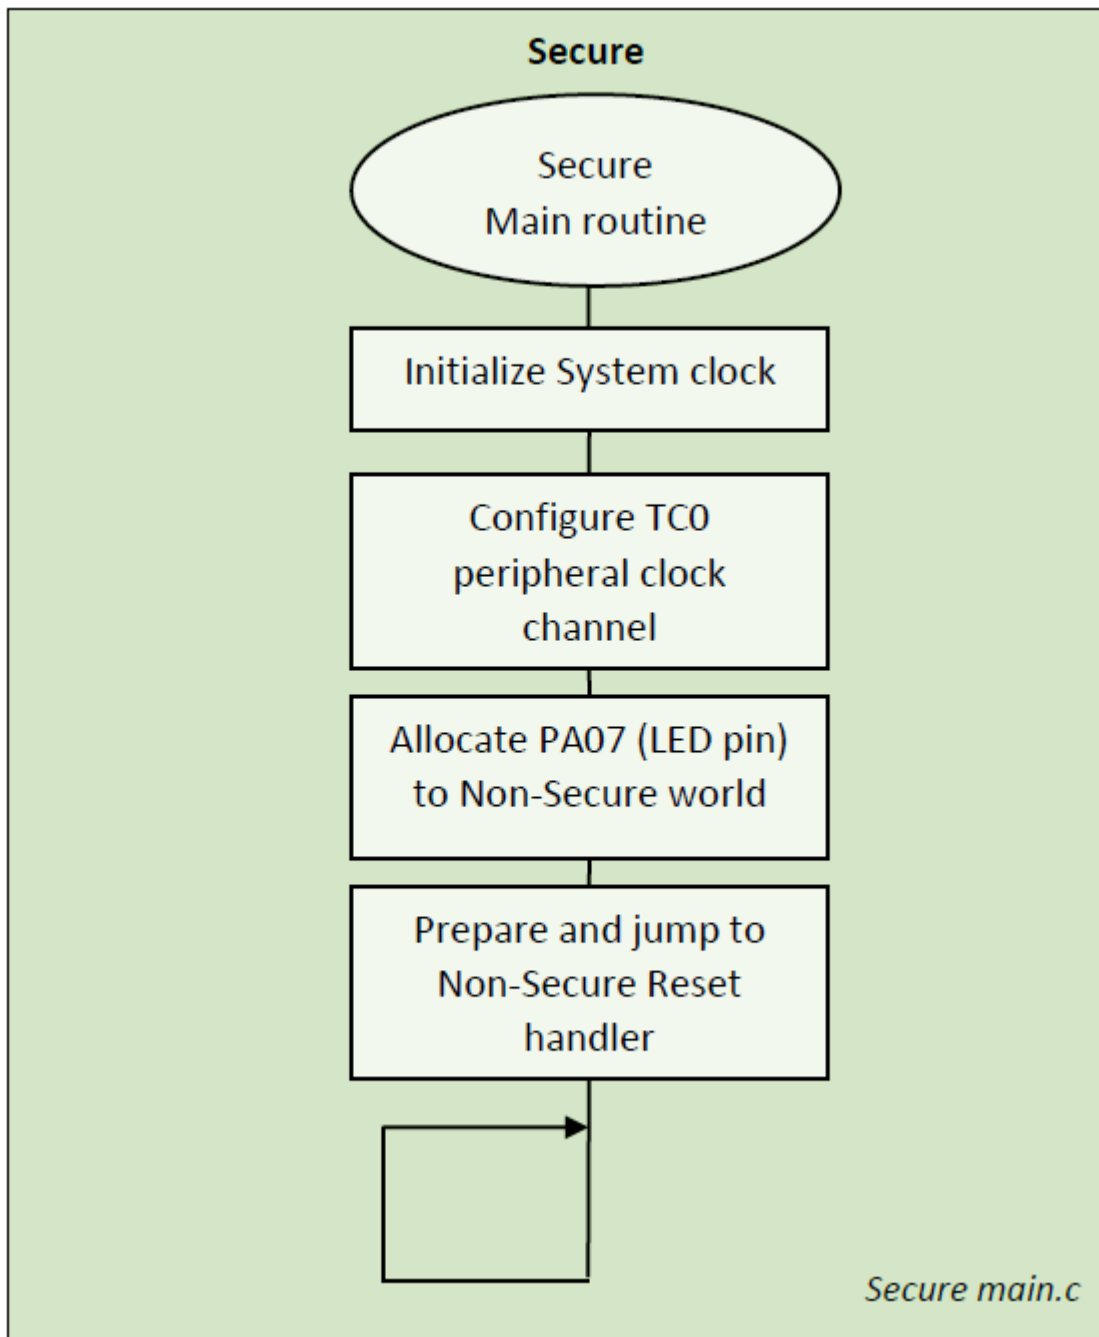 Secure
Secure
Main routine
Initialize System clock
Configure TC0
peripheral clock
channel
Allocate PA07 (LED pin)
to Non-Secure world
Prepare and jump to
Non-Secure Reset
handler
Secure main.c